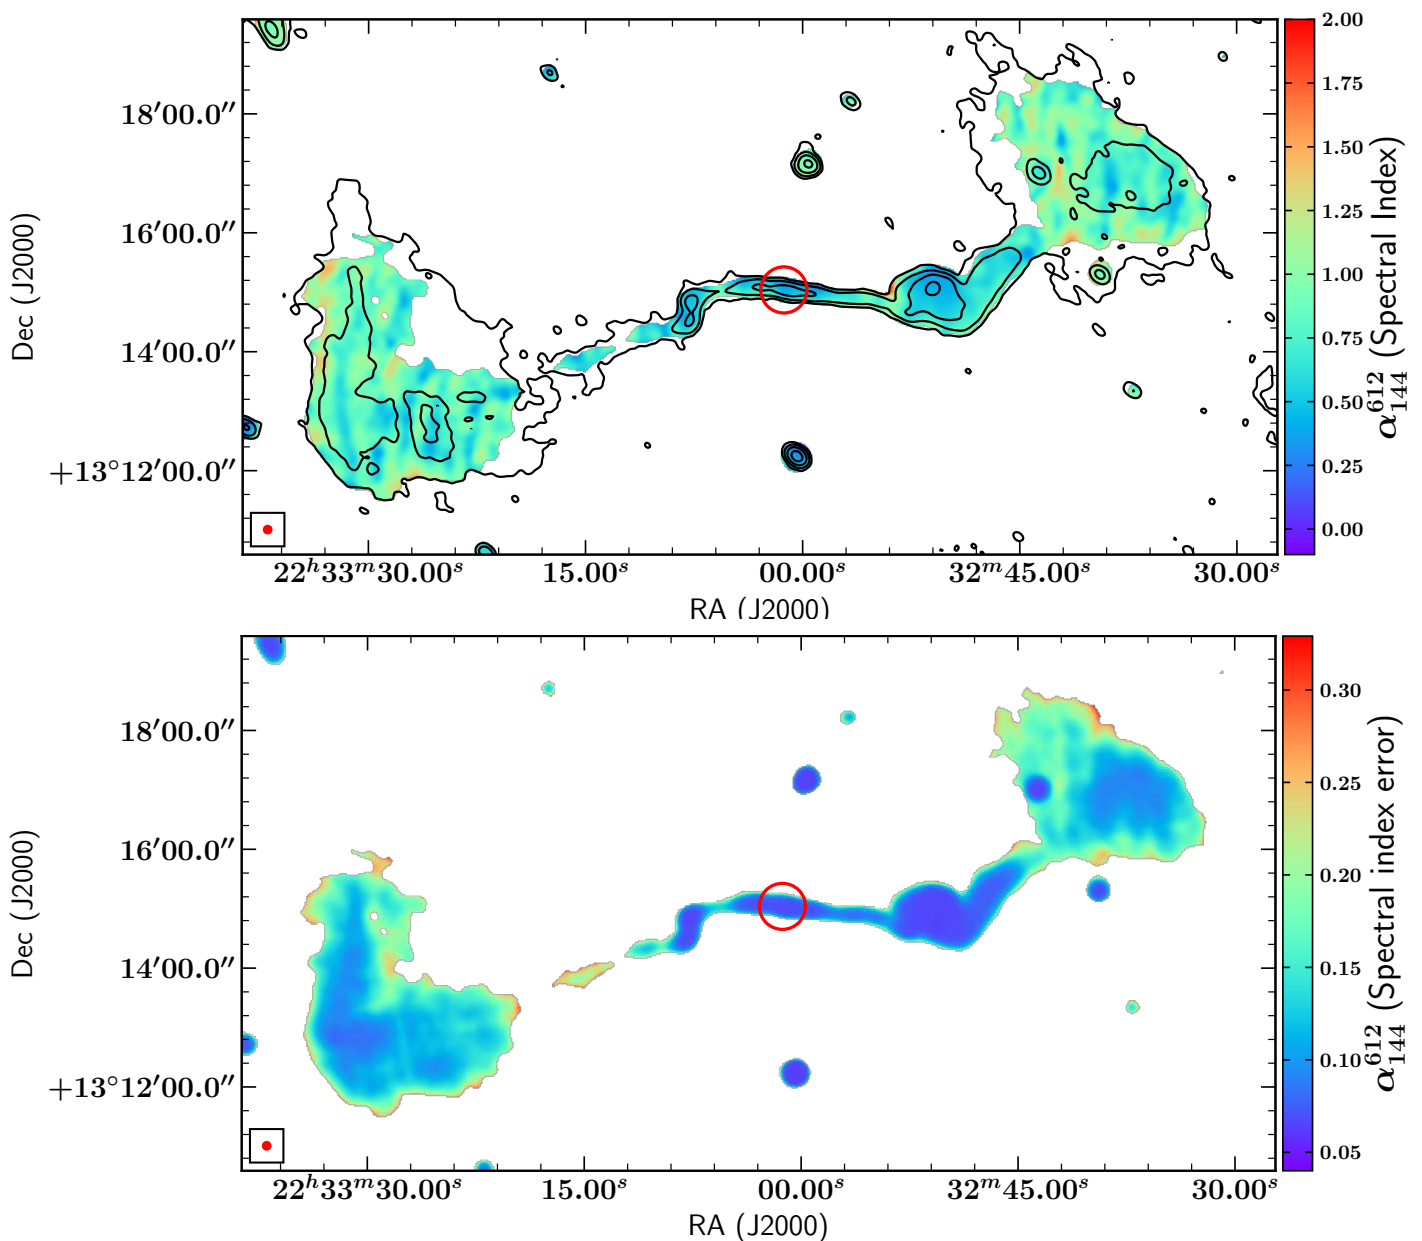 18′00.0″
16′00.0″
14′00.0″
+13°12′00.0″
Dec (J2000)
22ʰ33ᵐ30.00ˢ 15.00ˢ 00.00ˢ 32ᵐ45.00ˢ 30.00ˢ
RA (J2000)
2.00
1.75
1.50
1.25
1.00
0.75
0.50
0.25
0.00
α⁶¹²₁₄₄ (Spectral Index)
18′00.0″
16′00.0″
14′00.0″
+13°12′00.0″
Dec (J2000)
22ʰ33ᵐ30.00ˢ 15.00ˢ 00.00ˢ 32ᵐ45.00ˢ 30.00ˢ
RA (J2000)
0.30
0.25
0.20
0.15
0.10
0.05
α⁶¹²₁₄₄ (Spectral index error)